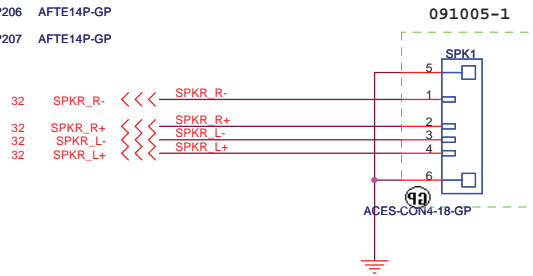 P206 AFTE14P-GP
091005-1
P207 AFTE14P-GP
SPK1
5
32 SPKR_R- SPKR_R- 1
32 SPKR_R+ SPKR_R+ 2
32 SPKR_L- SPKR_L- 3
32 SPKR_L+ SPKR_L+ 4
6
ACES-CON4-18-GP